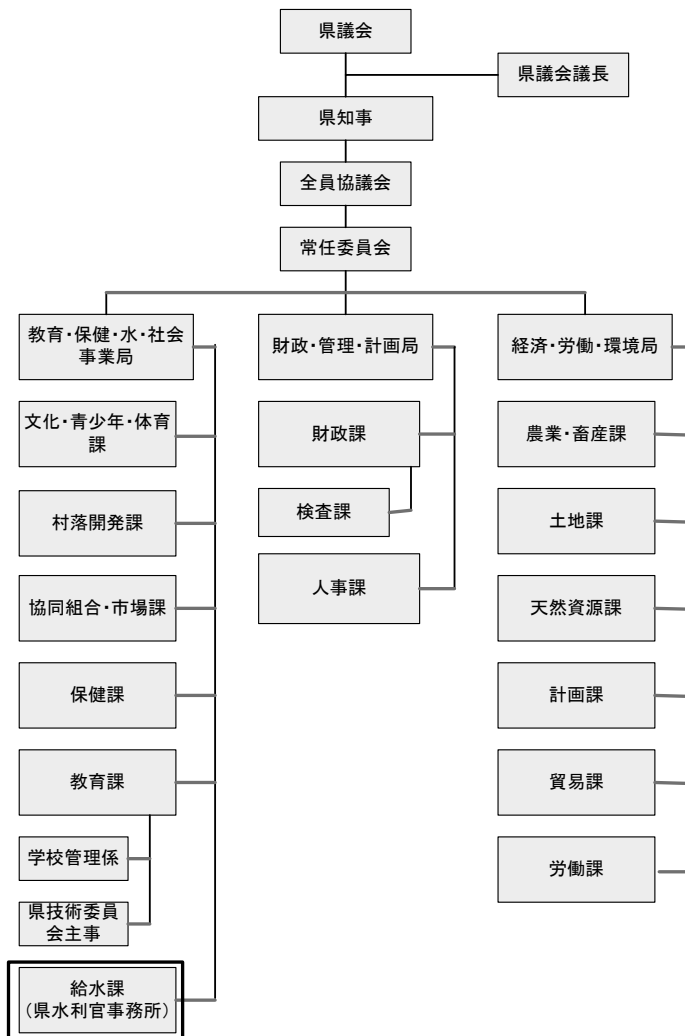 県議会
県議会議長
県知事
全員協議会
常任委員会
教育・保健・水・社会
事業局
文化・青少年・体育
課
村落開発課
協同組合・市場課
保健課
教育課
学校管理係
県技術委員
会主事
給水課
(県水利官事務所)
財政・管理・計画局
財政課
検査課
人事課
経済・労働・環境局
農業・畜産課
土地課
天然資源課
計画課
貿易課
労働課